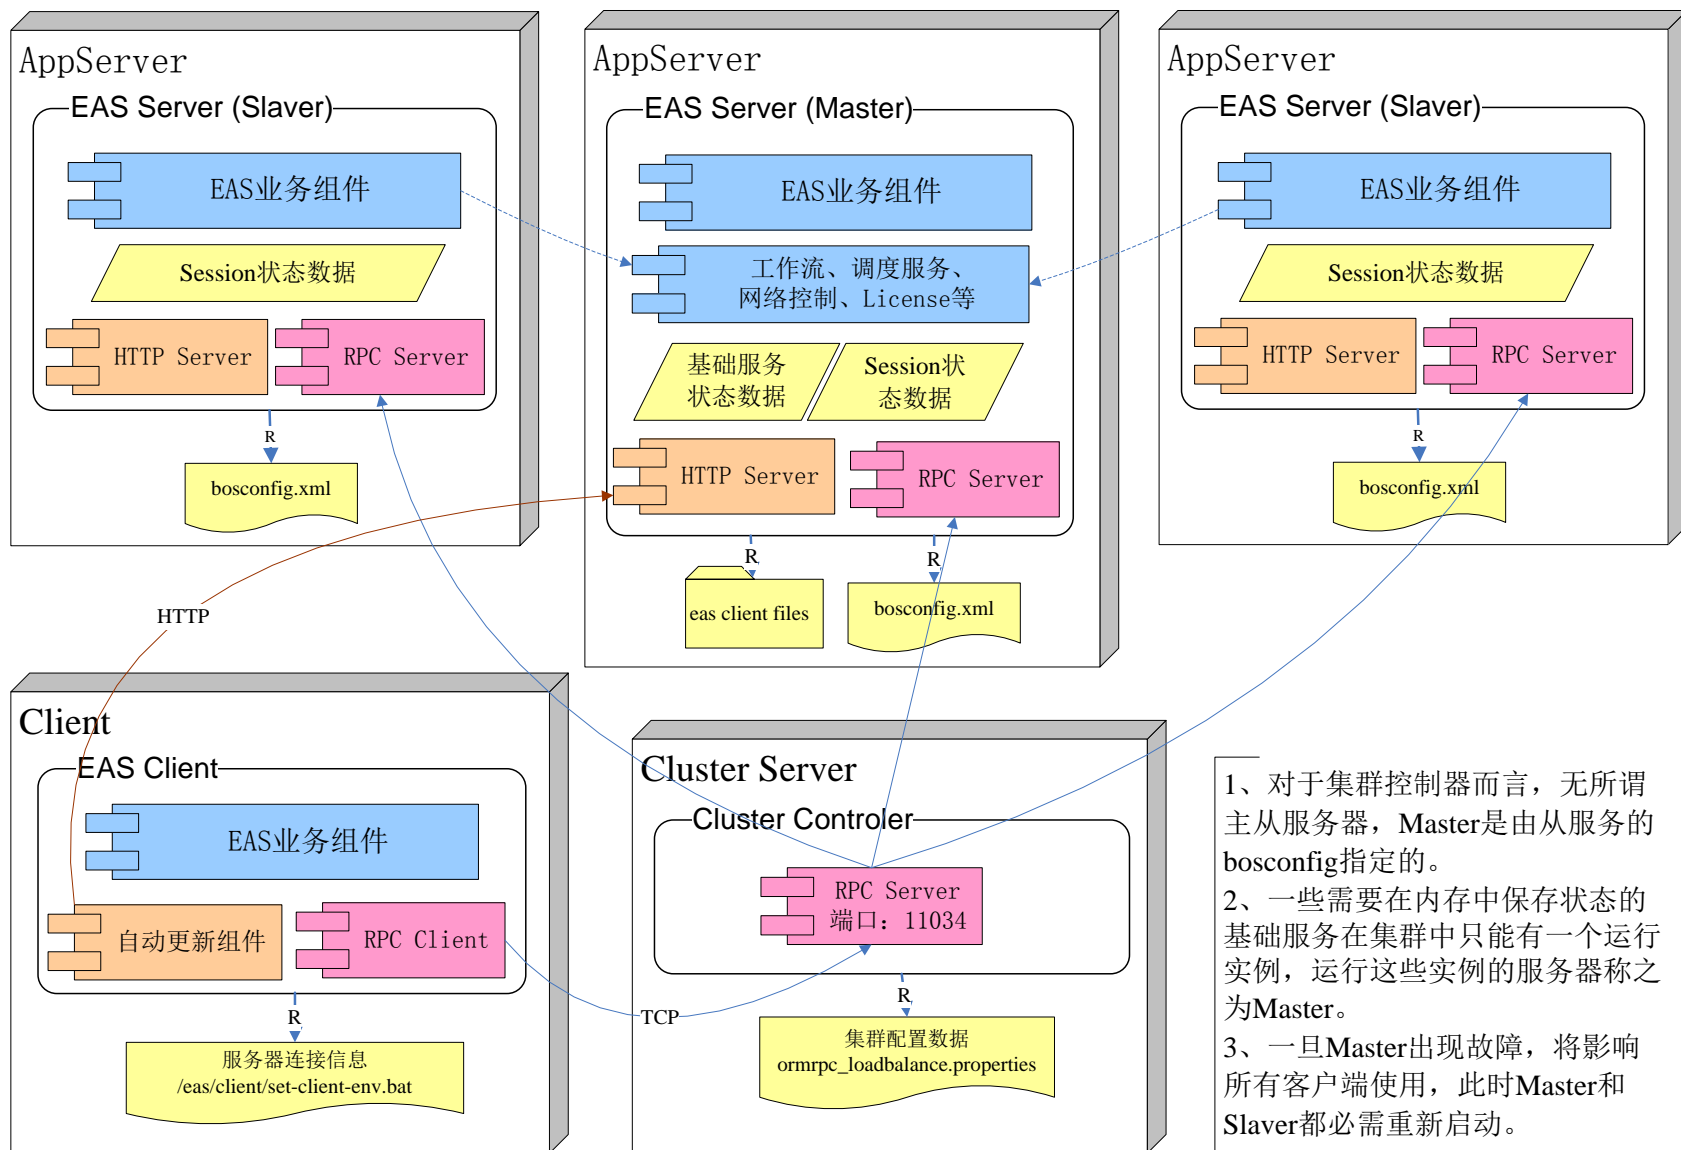 AppServer
EAS Server (Slaver)
EAS业务组件
Session状态数据
HTTP Server
RPC Server
R
bosconfig.xml
AppServer
EAS Server (Master)
EAS业务组件
工作流、调度服务、
网络控制、License等
基础服务
状态数据
Session状
态数据
HTTP Server
RPC Server
R
R
eas client files
bosconfig.xml
AppServer
EAS Server (Slaver)
EAS业务组件
Session状态数据
HTTP Server
RPC Server
R
bosconfig.xml
HTTP
Client
EAS Client
EAS业务组件
自动更新组件
RPC Client
R
服务器连接信息
/eas/client/set-client-env.bat
TCP
Cluster Server
Cluster Controler
RPC Server
端口：11034
R
集群配置数据
ormrpc_loadbalance.properties
1、对于集群控制器而言，无所谓
主从服务器，Master是由从服务的
bosconfig指定的。
2、一些需要在内存中保存状态的
基础服务在集群中只能有一个运行
实例，运行这些实例的服务器称之
为Master。
3、一旦Master出现故障，将影响
所有客户端使用，此时Master和
Slaver都必需重新启动。